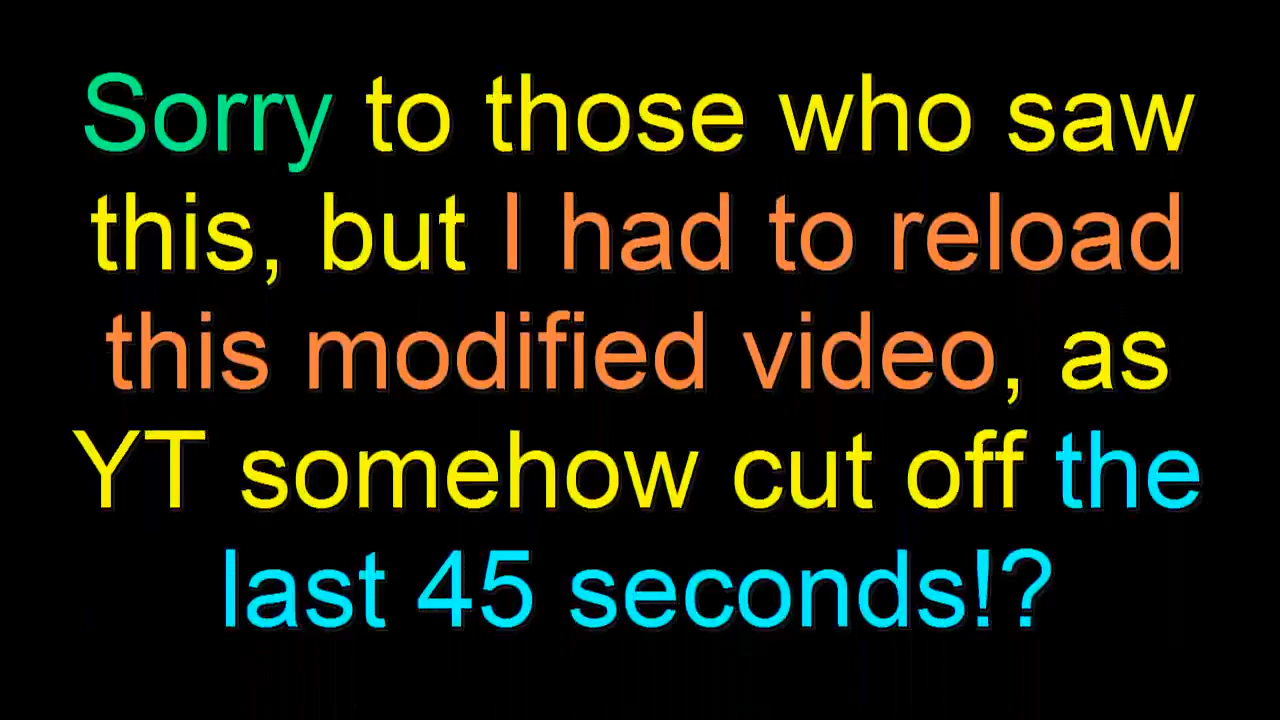 Sorry to those who saw
this, but I had to reload
this modified video, as
YT somehow cut off the
last 45 seconds!?